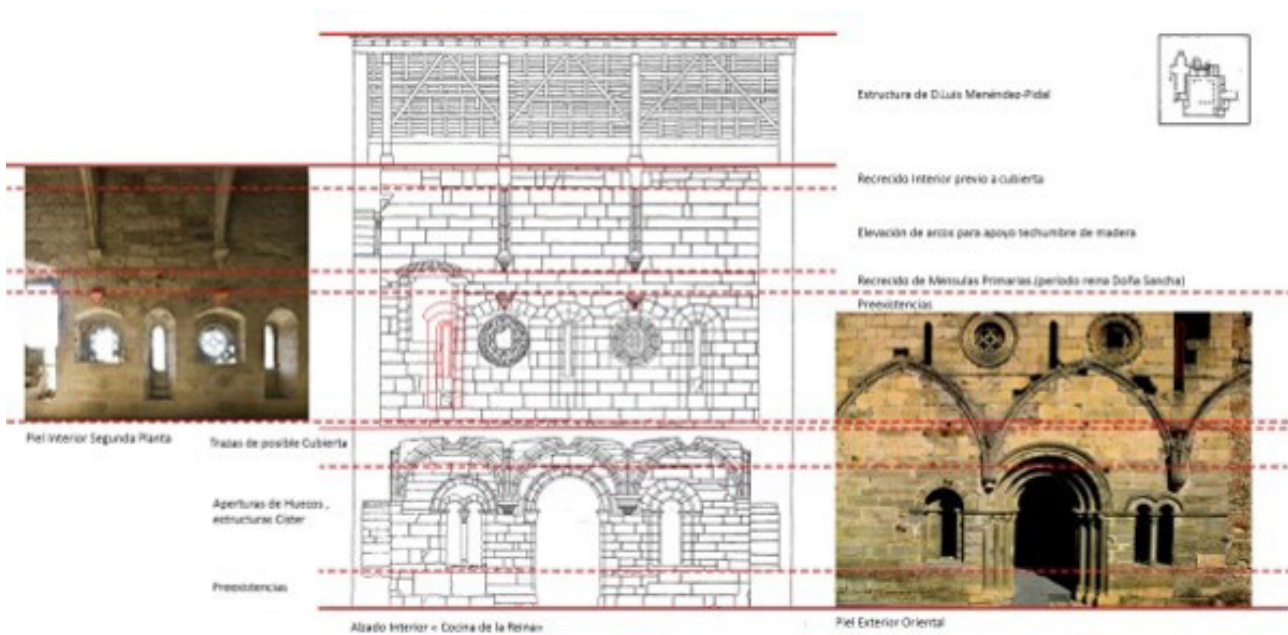 Estructura de D.Luis Menéndez-Pidal
Recrecido Interior previo a cubierta
Elevación de arcos para apoyo techumbre de madera
Recrecido de Ménsulas Primarias.(periodo reina Doña Sancha)
Preexistencias
Piel Interior Segunda Planta
Trazas de posible Cubierta
Aperturas de Huecos ,
estructuras Císter
Preexistencias
Alzado Interior « Cocina de la Reina»
Piel Exterior Oriental